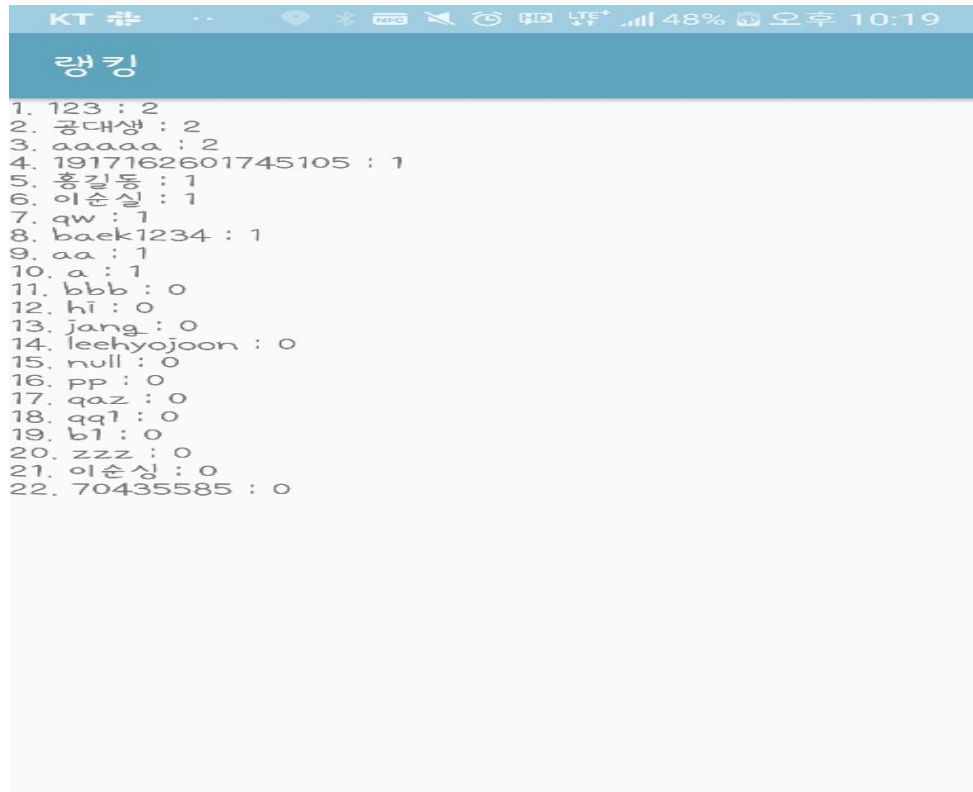 KT NFC HD LTE+ 48% 오후 10:19
랭킹
1. 123 : 2
2. 공대생 : 2
3. aaaaa : 2
4. 1917162601745105 : 1
5. 홍길동 : 1
6. 이순실 : 1
7. qw : 1
8. baek1234 : 1
9. aa : 1
10. a : 1
11. bbb : 0
12. hi : 0
13. jang : 0
14. leehyojoon : 0
15. null : 0
16. pp : 0
17. qaz : 0
18. qq1 : 0
19. b1 : 0
20. zzz : 0
21. 이순싱 : 0
22. 70435585 : 0